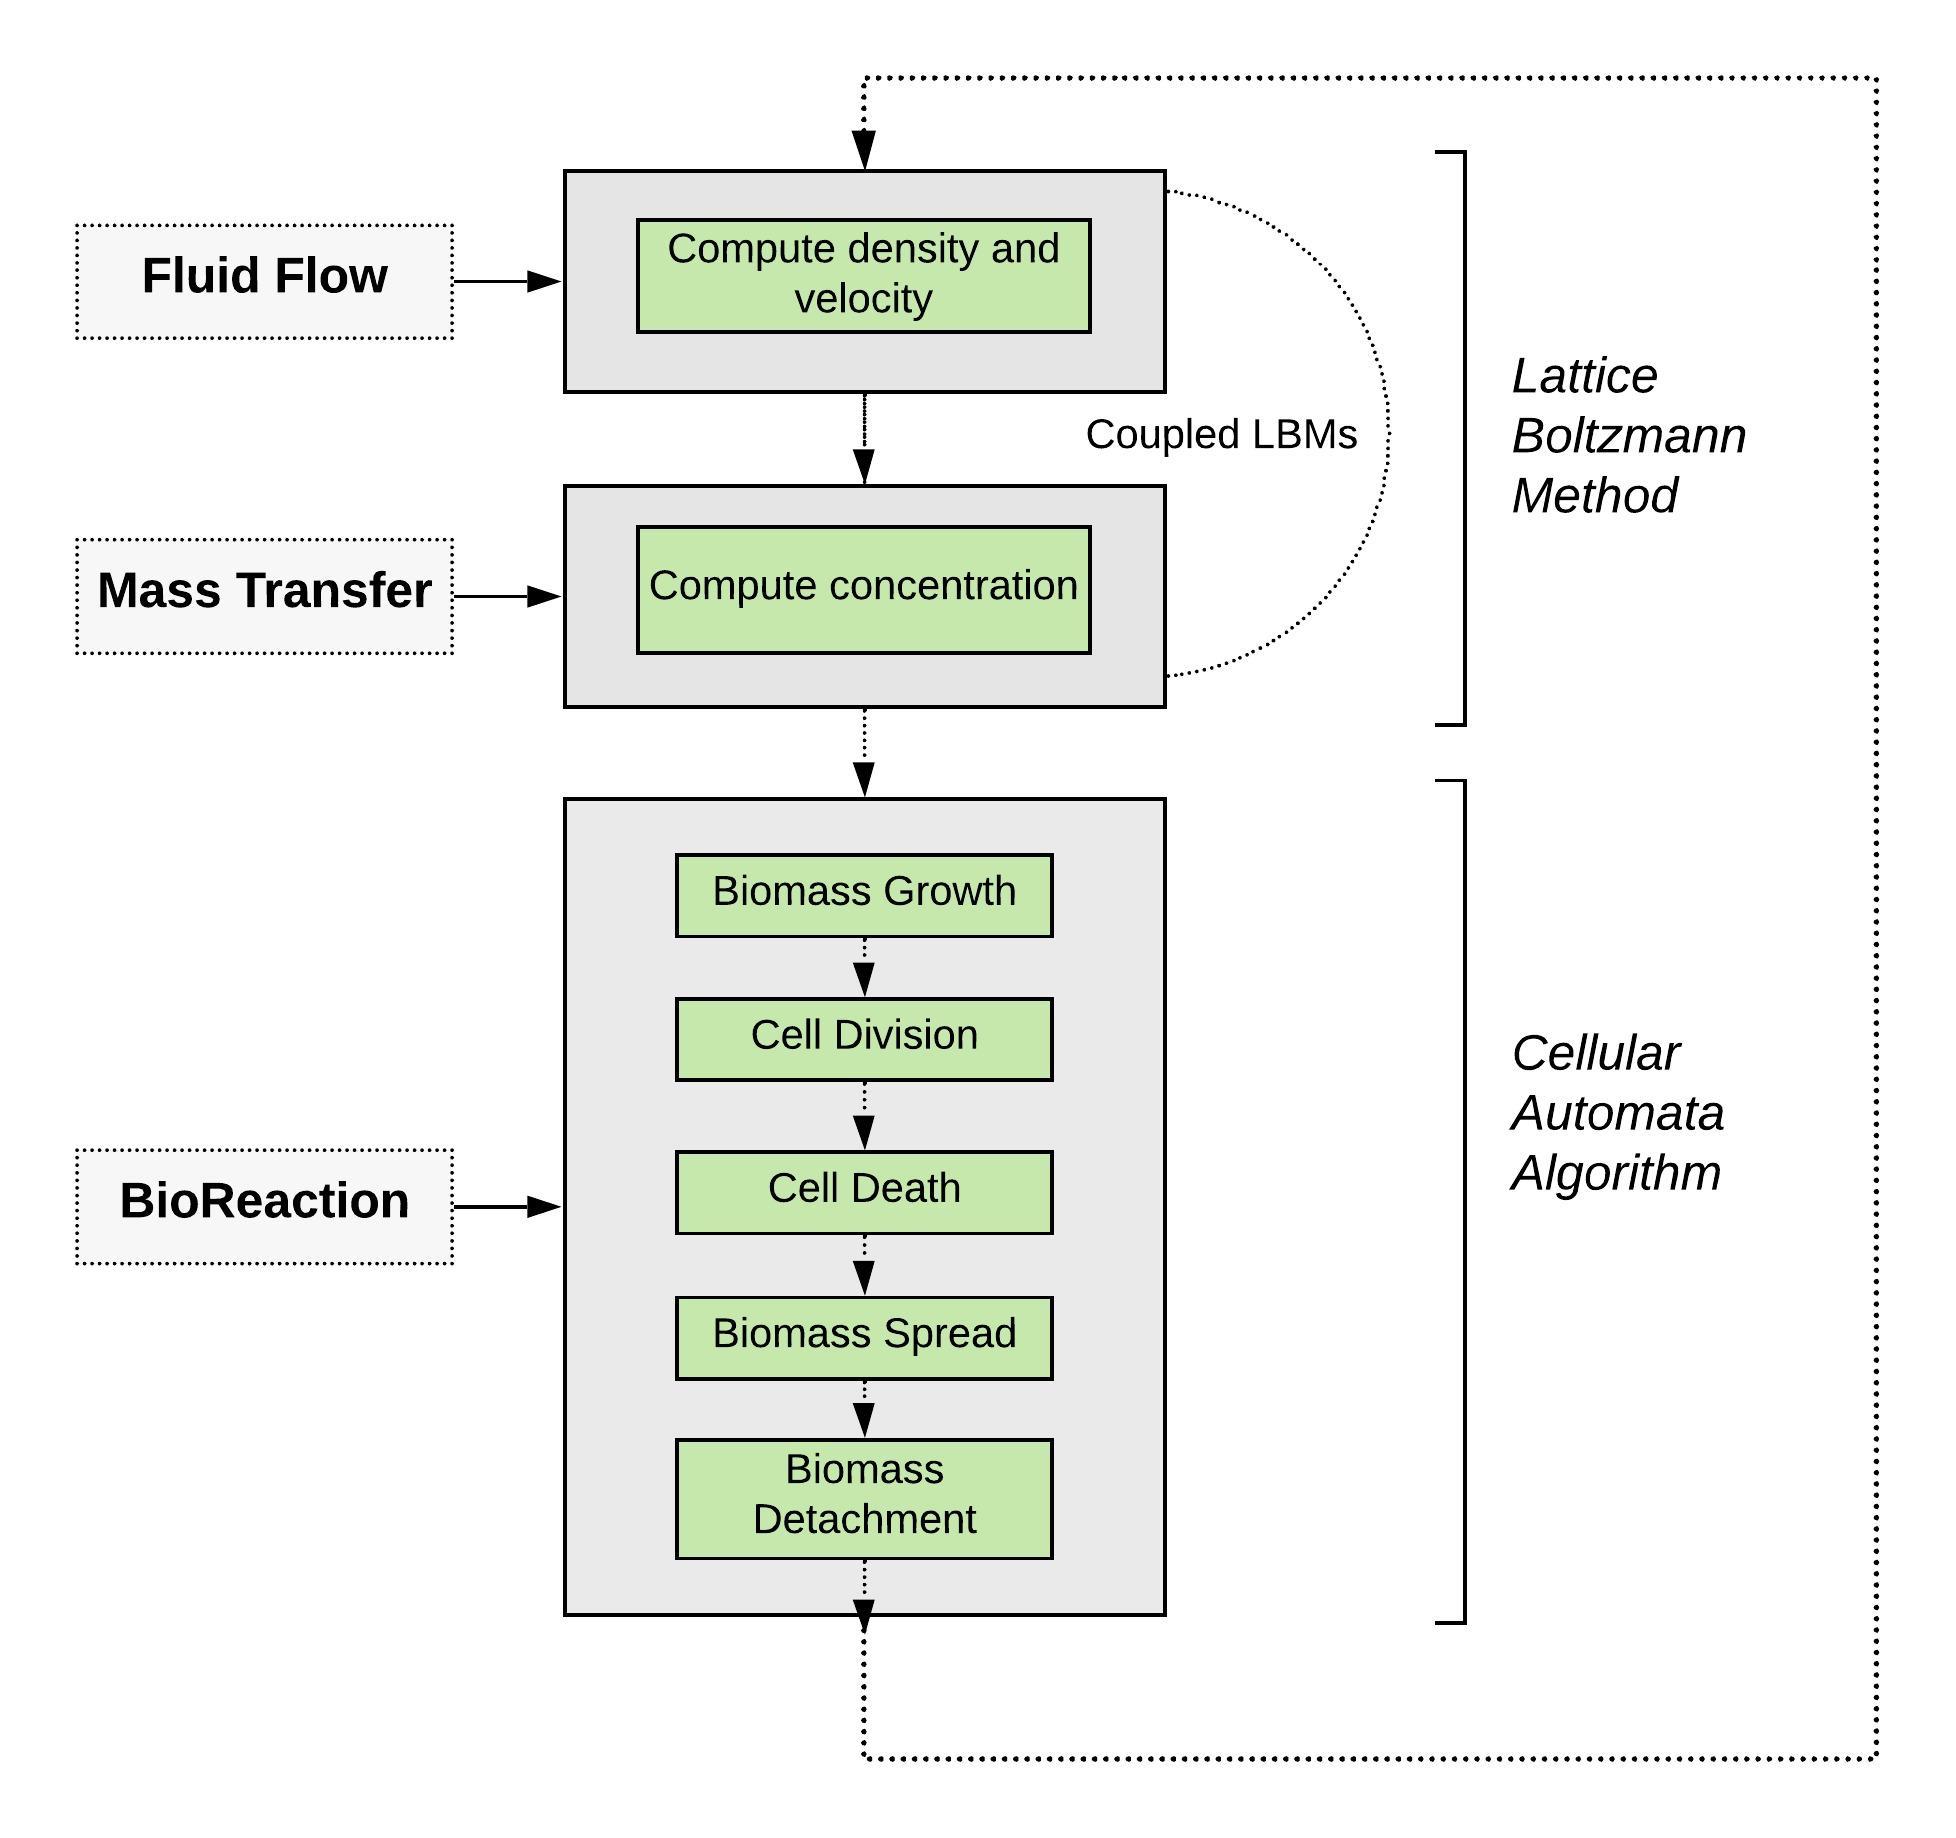 Fluid Flow
Compute density and
velocity
Coupled LBMs
Lattice
Boltzmann
Method
Mass Transfer
Compute concentration
Biomass Growth
Cell Division
Cell Death
BioReaction
Biomass Spread
Biomass
Detachment
Cellular
Automata
Algorithm